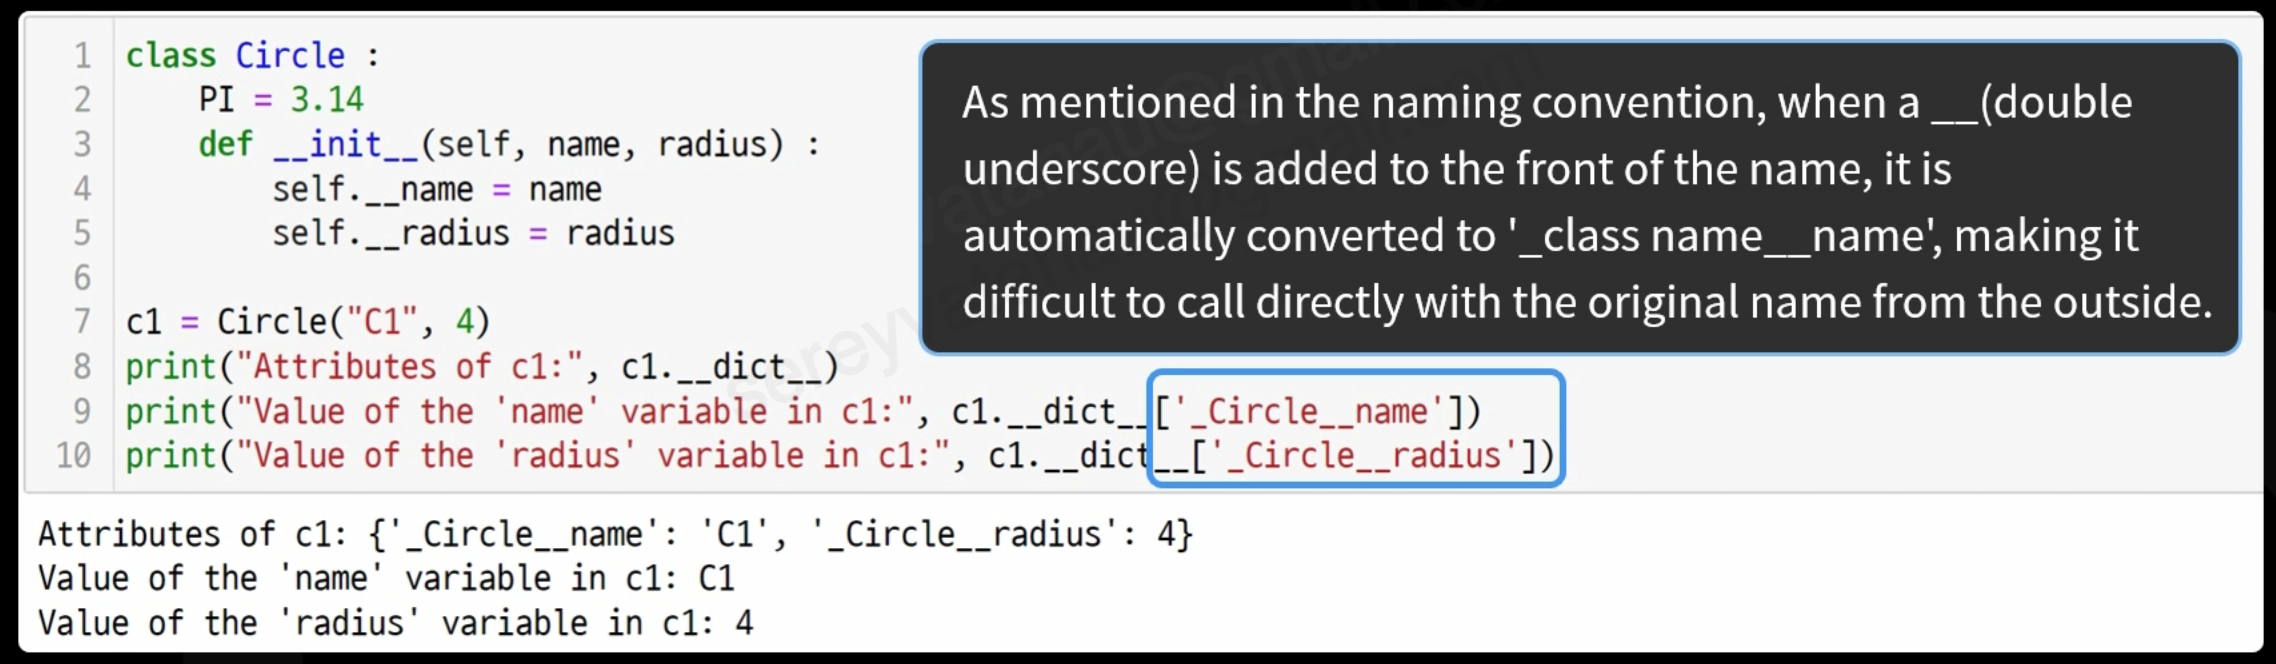 1 class Circle :
2 PI = 3.14
3 def __init__(self, name, radius) :
4 self.__name = name
5 self.__radius = radius
6
7 c1 = Circle("C1", 4)
8 print("Attributes of c1:", c1.__dict__)
9 print("Value of the 'name' variable in c1:", c1.__dict__['_Circle__name'])
10 print("Value of the 'radius' variable in c1:", c1.__dict__['_Circle__radius'])
As mentioned in the naming convention, when a __(double
underscore) is added to the front of the name, it is
automatically converted to '_class name__name', making it
difficult to call directly with the original name from the outside.
Attributes of c1: {'_Circle__name': 'C1', '_Circle__radius': 4}
Value of the 'name' variable in c1: C1
Value of the 'radius' variable in c1: 4